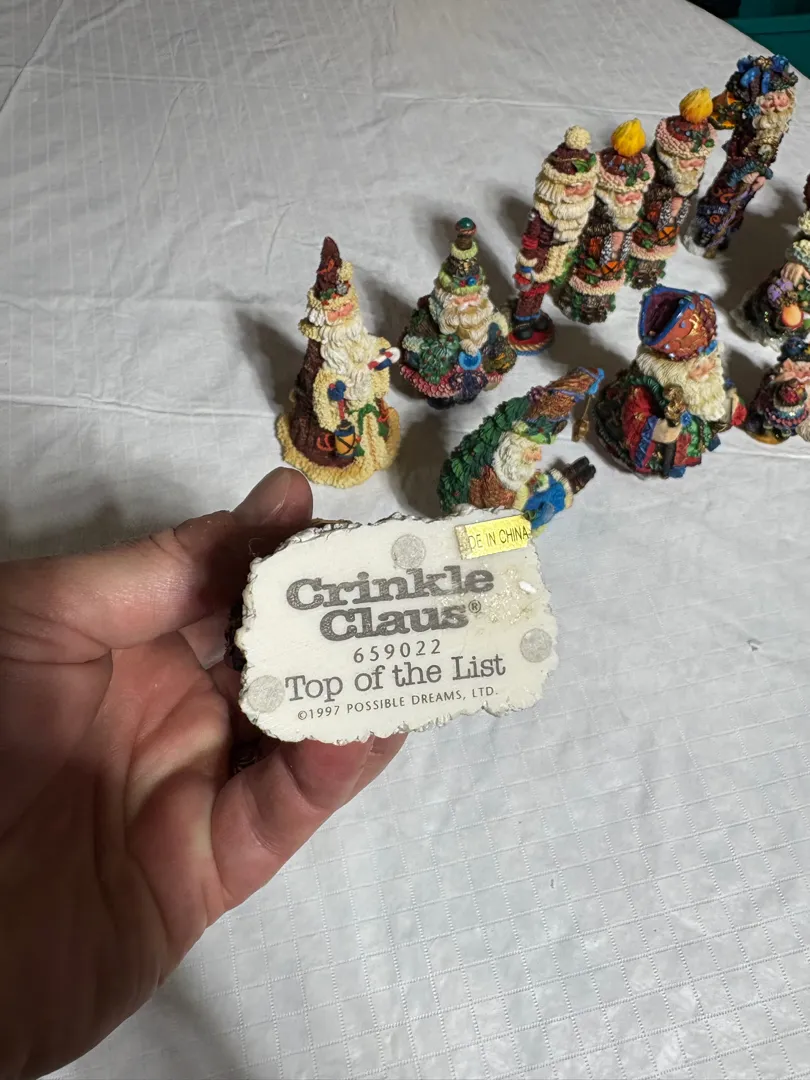 DE IN CHINA
Crinkle
Claus®
659022
Top of the List
©1997 POSSIBLE DREAMS, LTD.